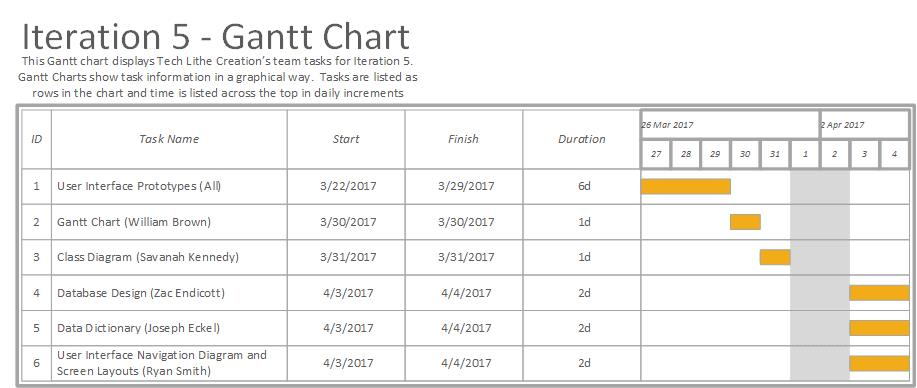 Iteration 5 - Gantt Chart
This Gantt chart displays Tech Lithe Creation's team tasks for Iteration 5.
Gantt Charts show task information in a graphical way. Tasks are listed as
rows in the chart and time is listed across the top in daily increments
ID Task Name Start Finish Duration 26 Mar 2017 2 Apr 2017
27 28 29 30 31 1 2 3 4
1 User Interface Prototypes (All) 3/22/2017 3/29/2017 6d
2 Gantt Chart (William Brown) 3/30/2017 3/30/2017 1d
3 Class Diagram (Savanah Kennedy) 3/31/2017 3/31/2017 1d
4 Database Design (Zac Endicott) 4/3/2017 4/4/2017 2d
5 Data Dictionary (Joseph Eckel) 4/3/2017 4/4/2017 2d
6 User Interface Navigation Diagram and
Screen Layouts (Ryan Smith) 4/3/2017 4/4/2017 2d